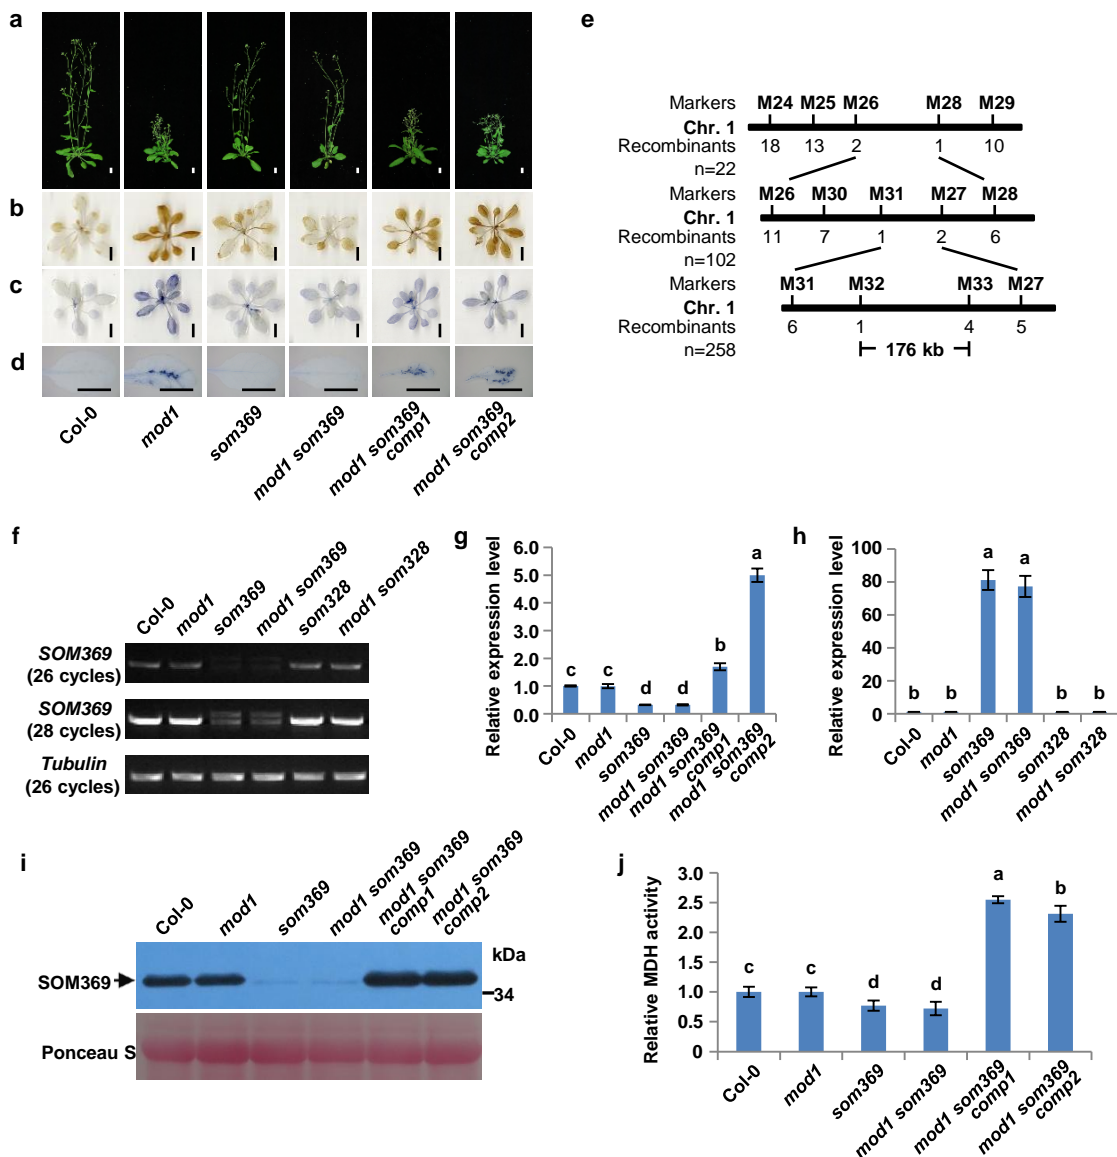 a
b
c
d
Col-0
mod1
som369
mod1 som369
mod1 som369
comp1
mod1 som369
comp2
e
Markers M24 M25 M26 M28 M29
Chr. 1
Recombinants 18 13 2 1 10
n=22
Markers M26 M30 M31 M27 M28
Chr. 1
Recombinants 11 7 1 2 6
n=102
Markers M31 M32 M33 M27
Chr. 1
Recombinants 6 1 4 5
n=258 176 kb
f
Col-0
mod1
som369
mod1 som369
som328
mod1 som328
SOM369
(26 cycles)
SOM369
(28 cycles)
Tubulin
(26 cycles)
g
Relative expression level
6.0
5.0
4.0
3.0
2.0
1.0
0.0
c c d d b a
Col-0
mod1
som369
mod1 som369
mod1 som369
comp1
mod1 som369
comp2
h
Relative expression level
100
80
60
40
20
0
b b a a b b
Col-0
mod1
som369
mod1 som369
som328
mod1 som328
i
Col-0
mod1
som369
mod1 som369
mod1 som369
comp1
mod1 som369
comp2
kDa
SOM369
34
Ponceau S
j
Relative MDH activity
3.0
2.5
2.0
1.5
1.0
0.5
0
c c d d a b
Col-0
mod1
som369
mod1 som369
mod1 som369
comp1
mod1 som369
comp2